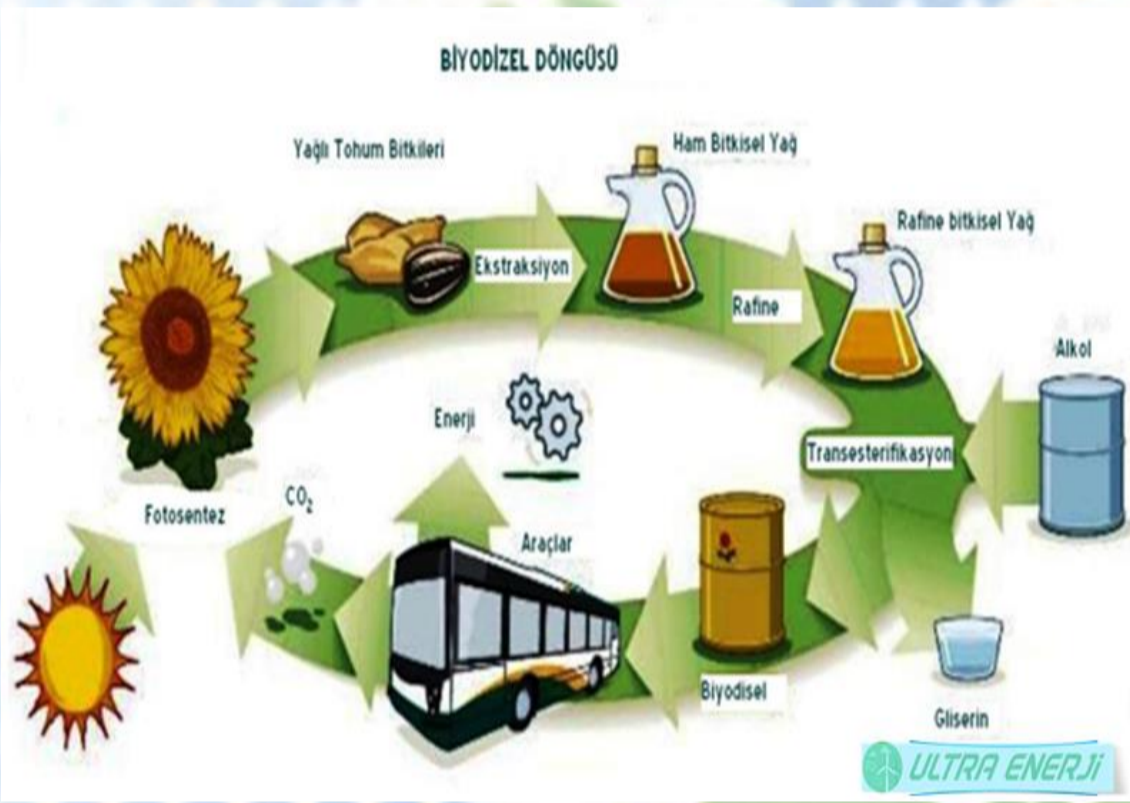 BİYODİZEL DÖNGÜSÜ
Yağlı Tohum Bitkileri
Ham Bitkisel Yağ
Rafine bitkisel Yağ
Ekstraksiyon
Rafine
Alkol
Enerji
Transesterifikasyon
CO₂
Fotosentez
Araçlar
Biyodisel
Gliserin
ULTRA ENERJi